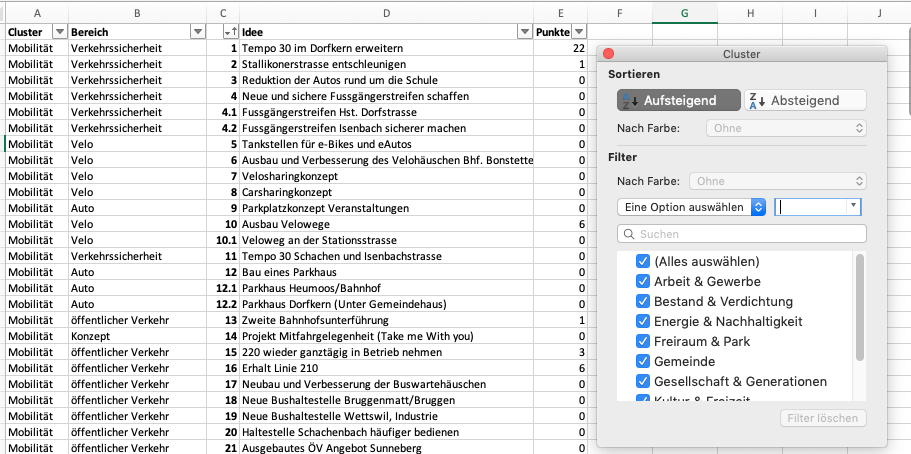 A B C D E F G H I J
Cluster Bereich Idee Punkte
Mobilität Verkehrssicherheit 1 Tempo 30 im Dorfkern erweitern 22
Mobilität Verkehrssicherheit 2 Stallikonerstrasse entschleunigen 1
Mobilität Verkehrssicherheit 3 Reduktion der Autos rund um die Schule 0
Mobilität Verkehrssicherheit 4 Neue und sichere Fussgängerstreifen schaffen 0
Mobilität Verkehrssicherheit 4.1 Fussgängerstreifen Hst. Dorfstrasse 0
Mobilität Verkehrssicherheit 4.2 Fussgängerstreifen Isenbach sicherer machen 0
Mobilität Velo 5 Tankstellen für e-Bikes und eAutos 0
Mobilität Velo 6 Ausbau und Verbesserung des Velohäuschen Bhf. Bonstette 0
Mobilität Velo 7 Velosharingkonzept 0
Mobilität Velo 8 Carsharingkonzept 0
Mobilität Auto 9 Parkplatzkonzept Veranstaltungen 0
Mobilität Velo 10 Ausbau Velowege 6
Mobilität Velo 10.1 Veloweg an der Stationsstrasse 0
Mobilität Verkehrssicherheit 11 Tempo 30 Schachen und Isenbachstrasse 0
Mobilität Auto 12 Bau eines Parkhaus 0
Mobilität Auto 12.1 Parkhaus Heumoos/Bahnhof 0
Mobilität Auto 12.2 Parkhaus Dorfkern (Unter Gemeindehaus) 0
Mobilität öffentlicher Verkehr 13 Zweite Bahnhofsunterführung 1
Mobilität Konzept 14 Projekt Mitfahrgelegenheit (Take me With you) 0
Mobilität öffentlicher Verkehr 15 220 wieder ganztägig in Betrieb nehmen 3
Mobilität öffentlicher Verkehr 16 Erhalt Linie 210 6
Mobilität öffentlicher Verkehr 17 Neubau und Verbesserung der Buswartehäuschen 0
Mobilität öffentlicher Verkehr 18 Neue Bushaltestelle Bruggenmatt/Bruggen 0
Mobilität öffentlicher Verkehr 19 Neue Bushaltestelle Wettswil, Industrie 0
Mobilität öffentlicher Verkehr 20 Haltestelle Schachenbach häufiger bedienen 0
Mobilität öffentlicher Verkehr 21 Ausgebautes ÖV Angebot Sunneberg 0
Cluster
Sortieren
A Z Aufsteigend Z A Absteigend
Nach Farbe: Ohne
Filter
Nach Farbe: Ohne
Eine Option auswählen
Suchen
(Alles auswählen)
Arbeit & Gewerbe
Bestand & Verdichtung
Energie & Nachhaltigkeit
Freiraum & Park
Gemeinde
Gesellschaft & Generationen
Kultur & Freizeit
Filter löschen